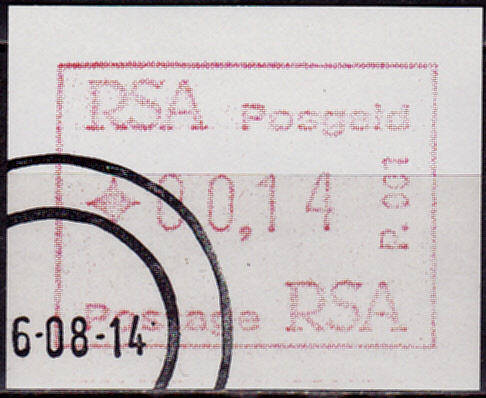 RSA Posgeld
00,14
P.001
Postage RSA
6-08-14